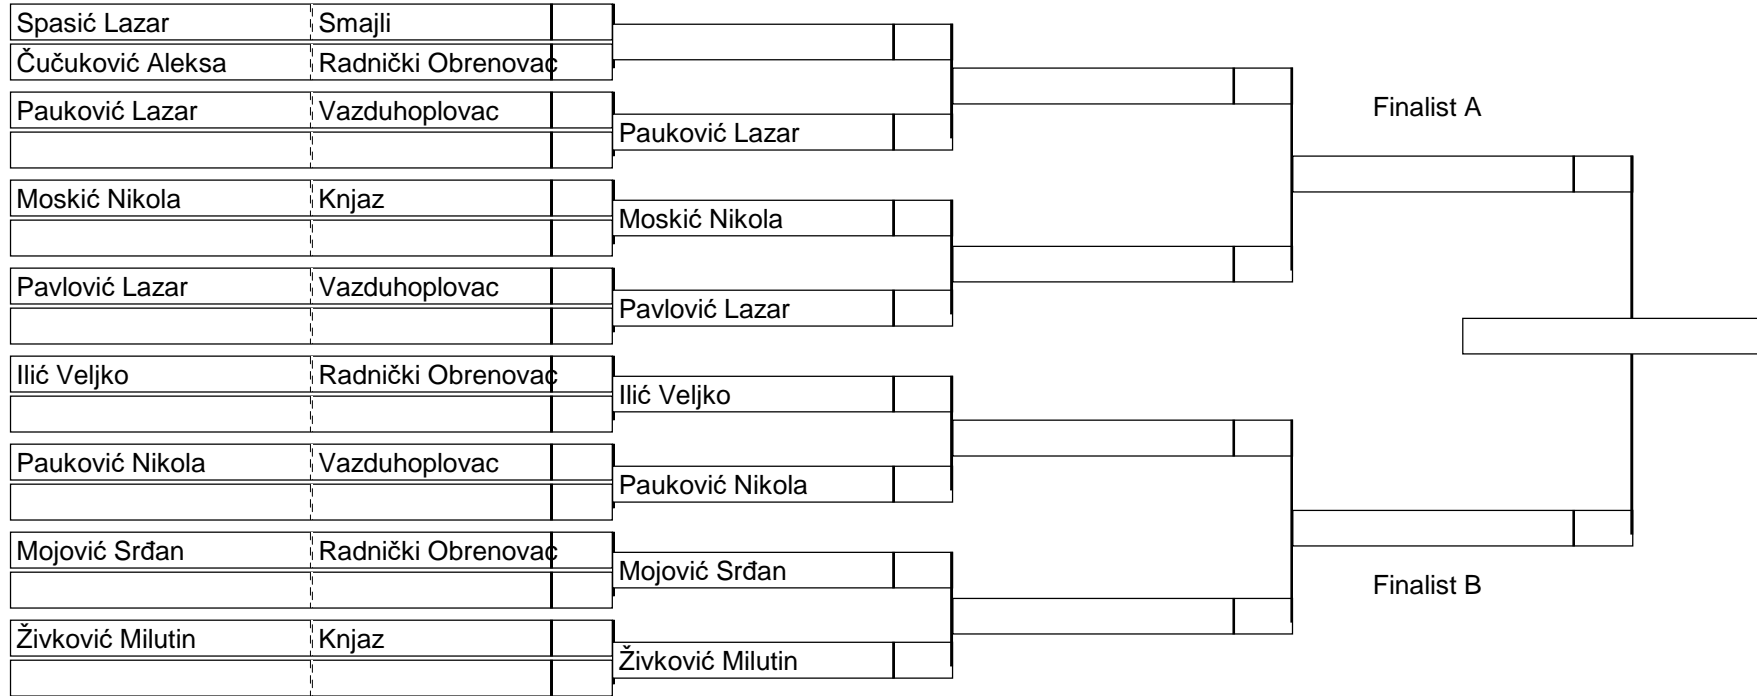 Spasić Lazar Smajli
Čučuković Aleksa Radnički Obrenovac
Pauković Lazar Vazduhoplovac
Moskić Nikola Knjaz
Pavlović Lazar Vazduhoplovac
Ilić Veljko Radnički Obrenovac
Pauković Nikola Vazduhoplovac
Mojović Srđan Radnički Obrenovac
Živković Milutin Knjaz
Pauković Lazar
Moskić Nikola
Pavlović Lazar
Ilić Veljko
Pauković Nikola
Mojović Srđan
Živković Milutin
Finalist A
Finalist B